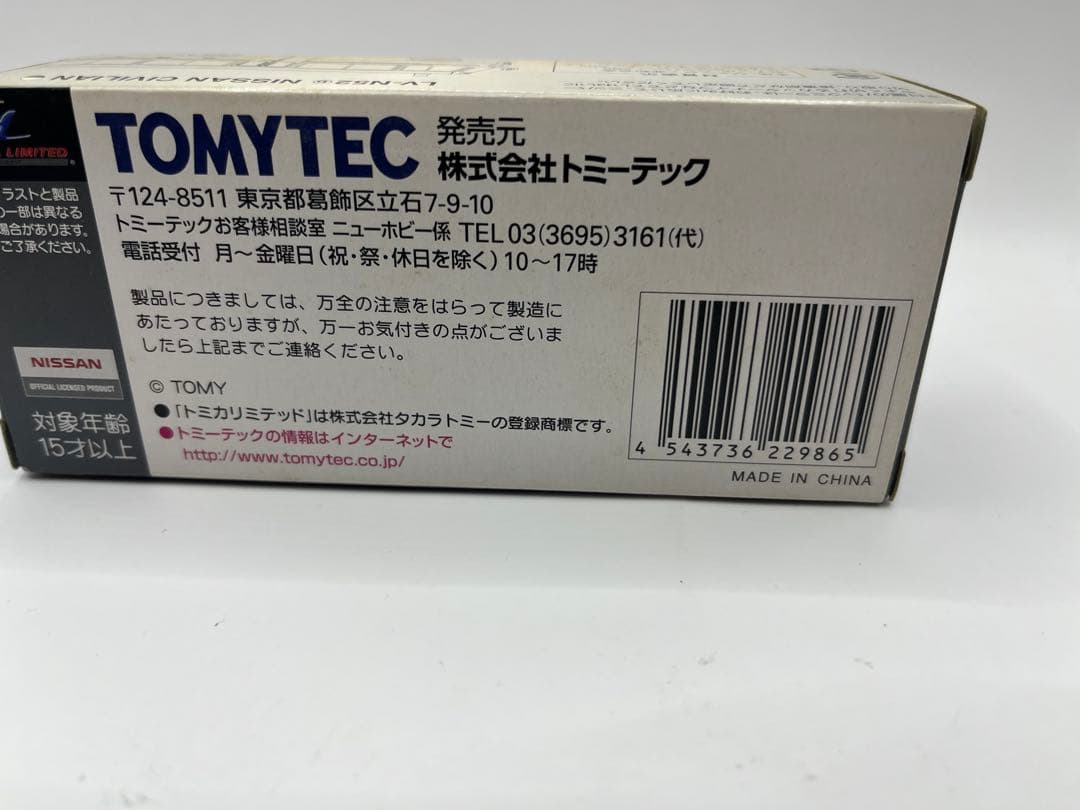 LV-N52 NISSAN CIVILIAN
LIMITED
TOMYTEC
発売元
株式会社トミーテック
〒124-8511 東京都葛飾区立石7-9-10
トミーテックお客様相談室 ニューホビー係 TEL 03(3695)3161(代)
電話受付 月〜金曜日(祝・祭・休日を除く)10〜17時
ラストと製品
一部は異なる
場合があります。
ご了承ください。
製品につきましては、万全の注意をはらって製造に
あたっておりますが、万一お気付きの点がございま
したら上記までご連絡ください。
NISSAN
OFFICIAL LICENSED PRODUCT
対象年齢
15才以上
© TOMY
●「トミカリミテッド」は株式会社タカラトミーの登録商標です。
●トミーテックの情報はインターネットで
http://www.tomytec.co.jp/
4 543736 229865
MADE IN CHINA